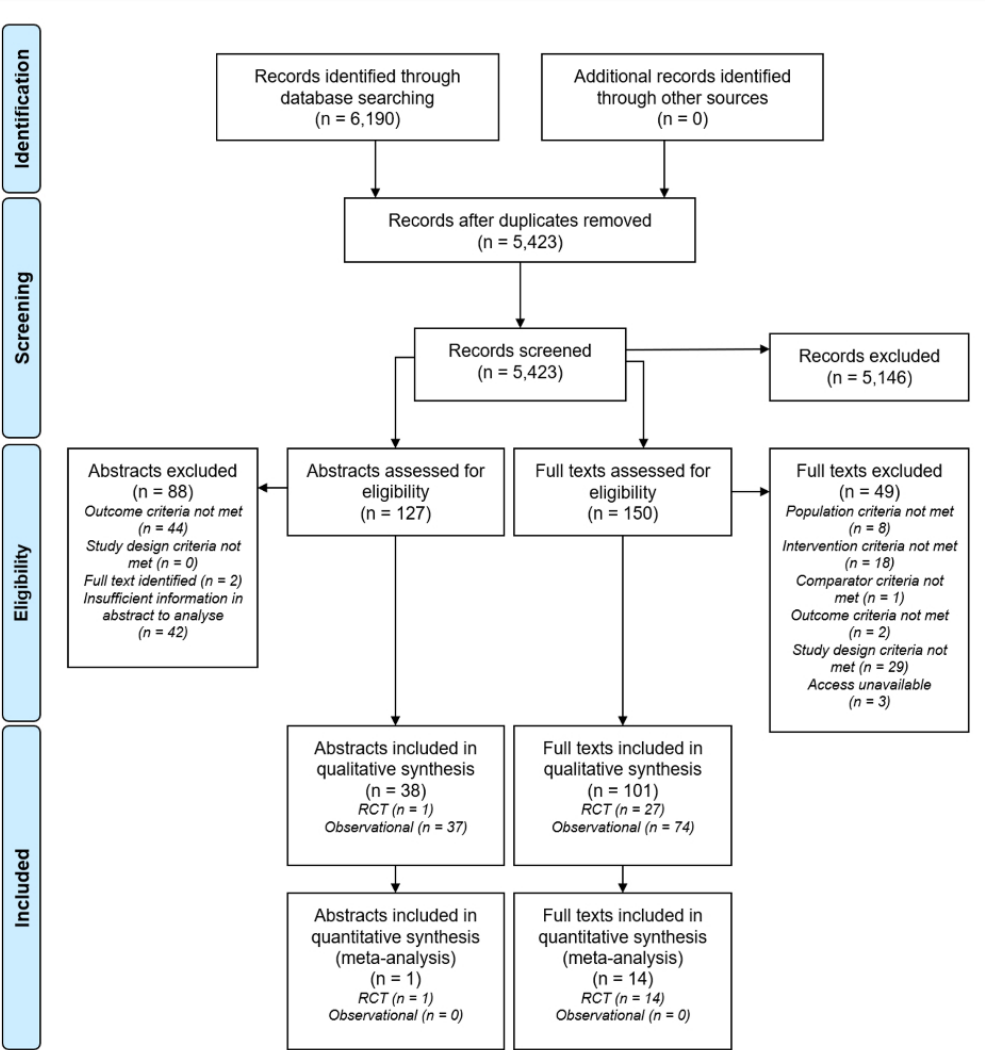 Identification
Records identified through
database searching
(n = 6,190)
Additional records identified
through other sources
(n = 0)
Screening
Records after duplicates removed
(n = 5,423)
Records screened
(n = 5,423)
Records excluded
(n = 5,146)
Eligibility
Abstracts excluded
(n = 88)
Outcome criteria not met
(n = 44)
Study design criteria not
met (n = 0)
Full text identified (n = 2)
Insufficient information in
abstract to analyse
(n = 42)
Abstracts assessed for
eligibility
(n = 127)
Full texts assessed for
eligibility
(n = 150)
Full texts excluded
(n = 49)
Population criteria not met
(n = 8)
Intervention criteria not met
(n = 18)
Comparator criteria not
met (n = 1)
Outcome criteria not met
(n = 2)
Study design criteria not
met (n = 29)
Access unavailable
(n = 3)
Included
Abstracts included in
qualitative synthesis
(n = 38)
RCT (n = 1)
Observational (n = 37)
Full texts included in
qualitative synthesis
(n = 101)
RCT (n = 27)
Observational (n = 74)
Abstracts included in
quantitative synthesis
(meta-analysis)
(n = 1)
RCT (n = 1)
Observational (n = 0)
Full texts included in
quantitative synthesis
(meta-analysis)
(n = 14)
RCT (n = 14)
Observational (n = 0)